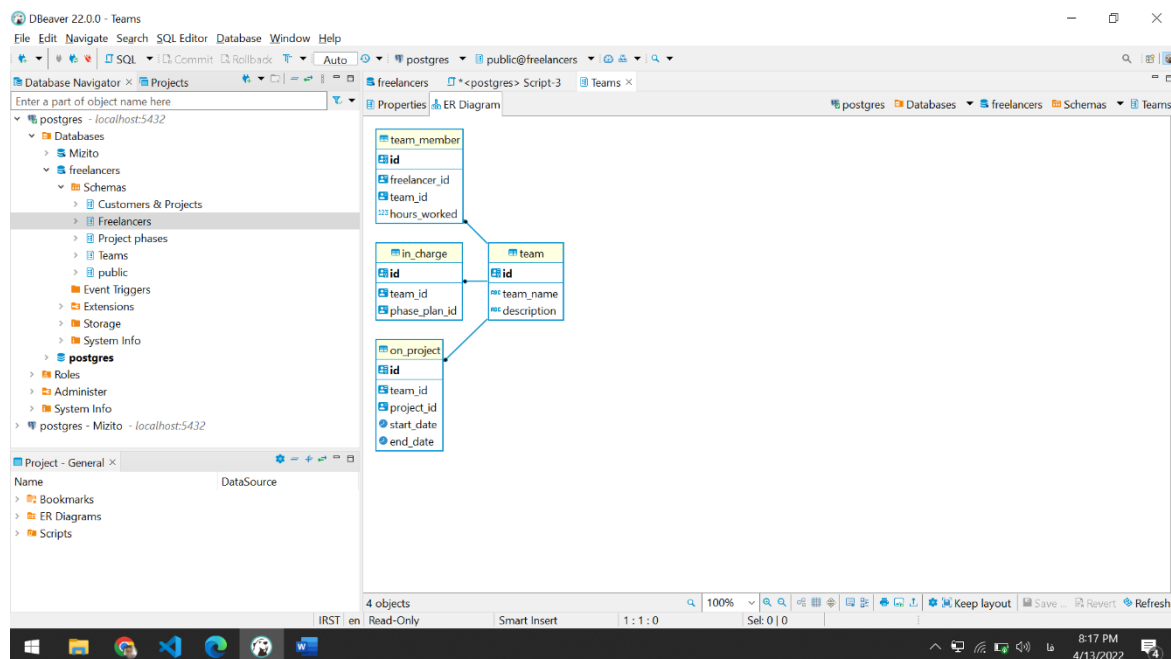 DBeaver 22.0.0 - Teams
File Edit Navigate Search SQL Editor Database Window Help
SQL Commit Rollback Auto postgres public@freelancers
Database Navigator Projects
Enter a part of object name here
postgres - localhost:5432
Databases
Mizito
freelancers
Schemas
Customers & Projects
Freelancers
Project phases
Teams
public
Event Triggers
Extensions
Storage
System Info
postgres
Roles
Administer
System Info
postgres - Mizito - localhost:5432
Project - General
Name DataSource
Bookmarks
ER Diagrams
Scripts
freelancers *<postgres> Script-3 Teams
Properties ER Diagram postgres Databases freelancers Schemas Teams
team_member
id
freelancer_id
team_id
123 hours_worked
in_charge
id
team_id
phase_plan_id
team
id
ABC team_name
ABC description
on_project
id
team_id
project_id
start_date
end_date
4 objects 100% Keep layout Save ... Revert Refresh
IRST en Read-Only Smart Insert 1 : 1 : 0 Sel: 0 | 0
فا 8:17 PM
4/13/2022
4